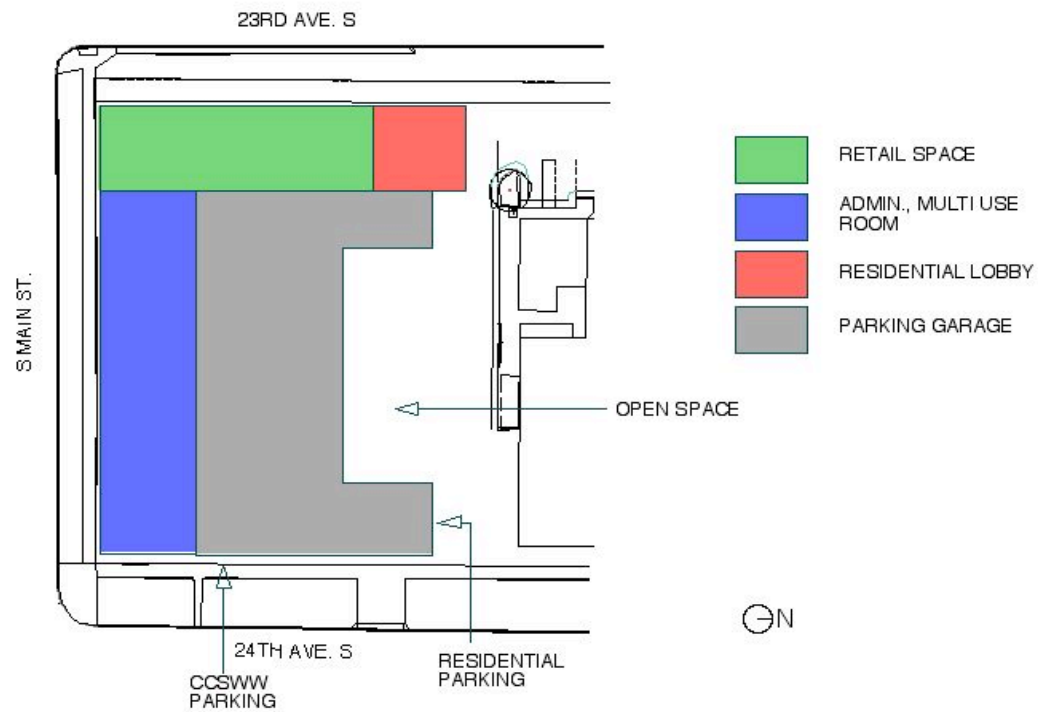 23RD AVE. S
RETAIL SPACE
ADMIN., MULTI USE
ROOM
RESIDENTIAL LOBBY
PARKING GARAGE
S MAIN ST.
OPEN SPACE
24TH AVE. S
CCSWW
PARKING
RESIDENTIAL
PARKING
N